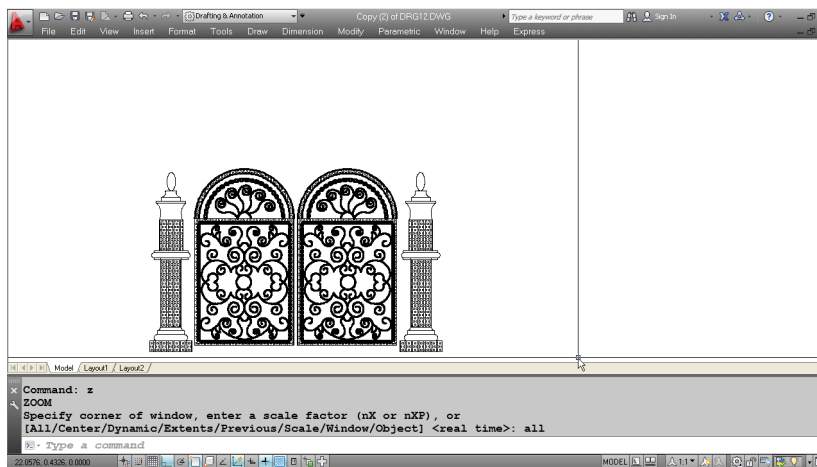 Drafting & Annotation Copy (2) of DRG12.DWG Type a keyword or phrase Sign In
File Edit View Insert Format Tools Draw Dimension Modify Parametric Window Help Express
Model Layout1 Layout2
Command: z
ZOOM
Specify corner of window, enter a scale factor (nX or nXP), or
[All/Center/Dynamic/Extents/Previous/Scale/Window/Object] <real time>: all
Type a command
22.0576, 0.4326, 0.0000 MODEL 1:1